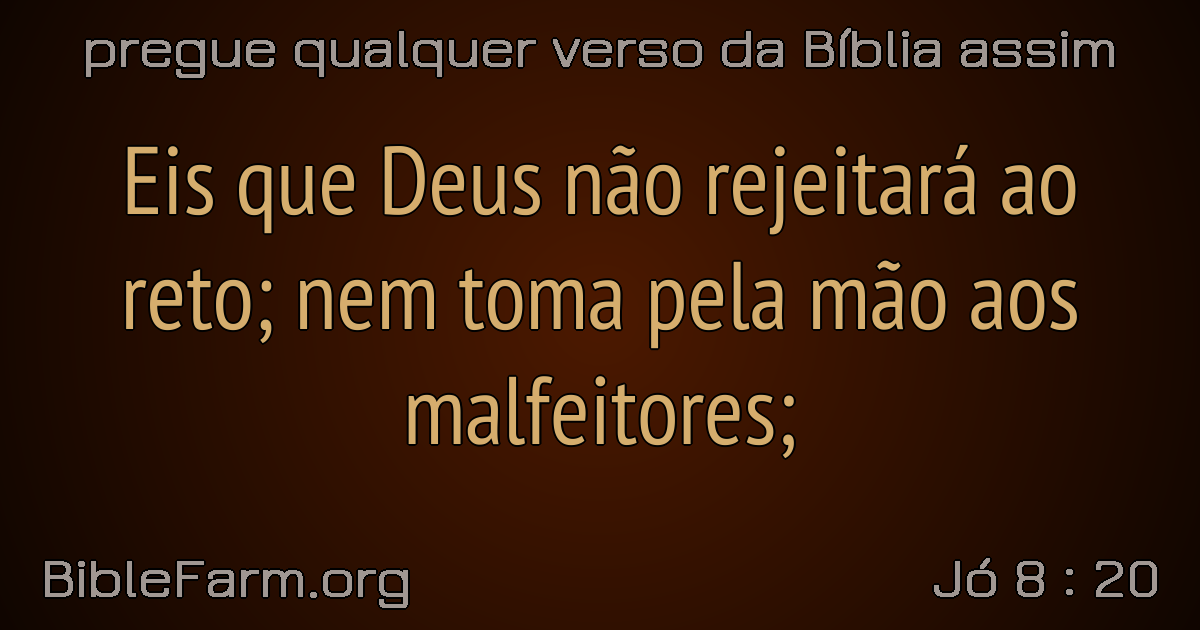 pregue qualquer verso da Bíblia assim
Eis que Deus não rejeitará ao
reto; nem toma pela mão aos
malfeitores;
BibleFarm.org
Jó 8 : 20